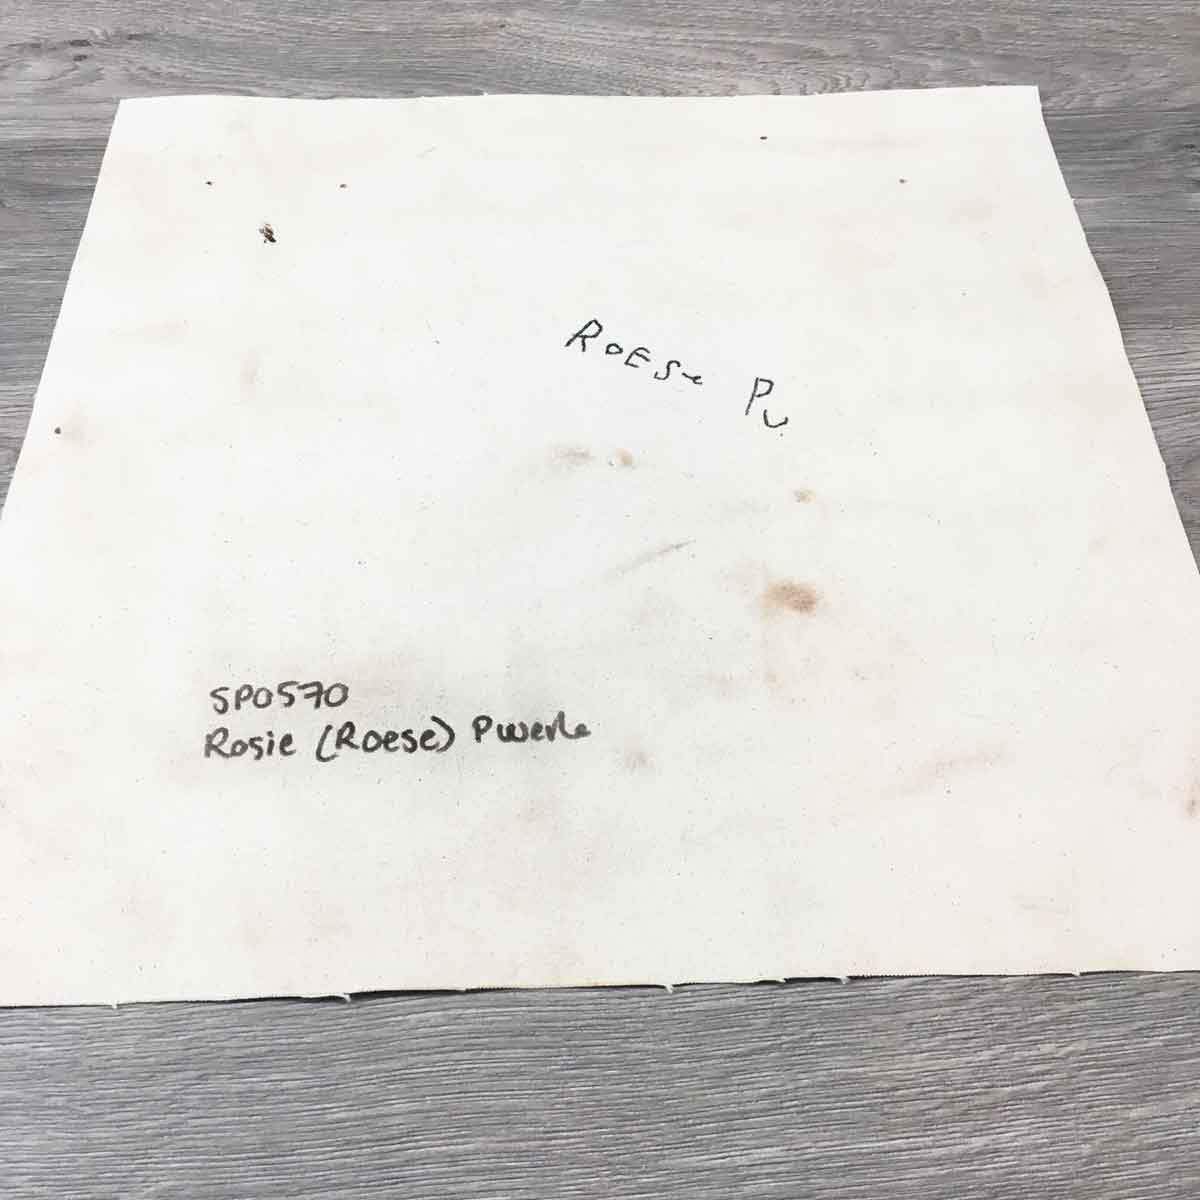 ROESe PU
SP0570
Rosie (Roese) Pwerle